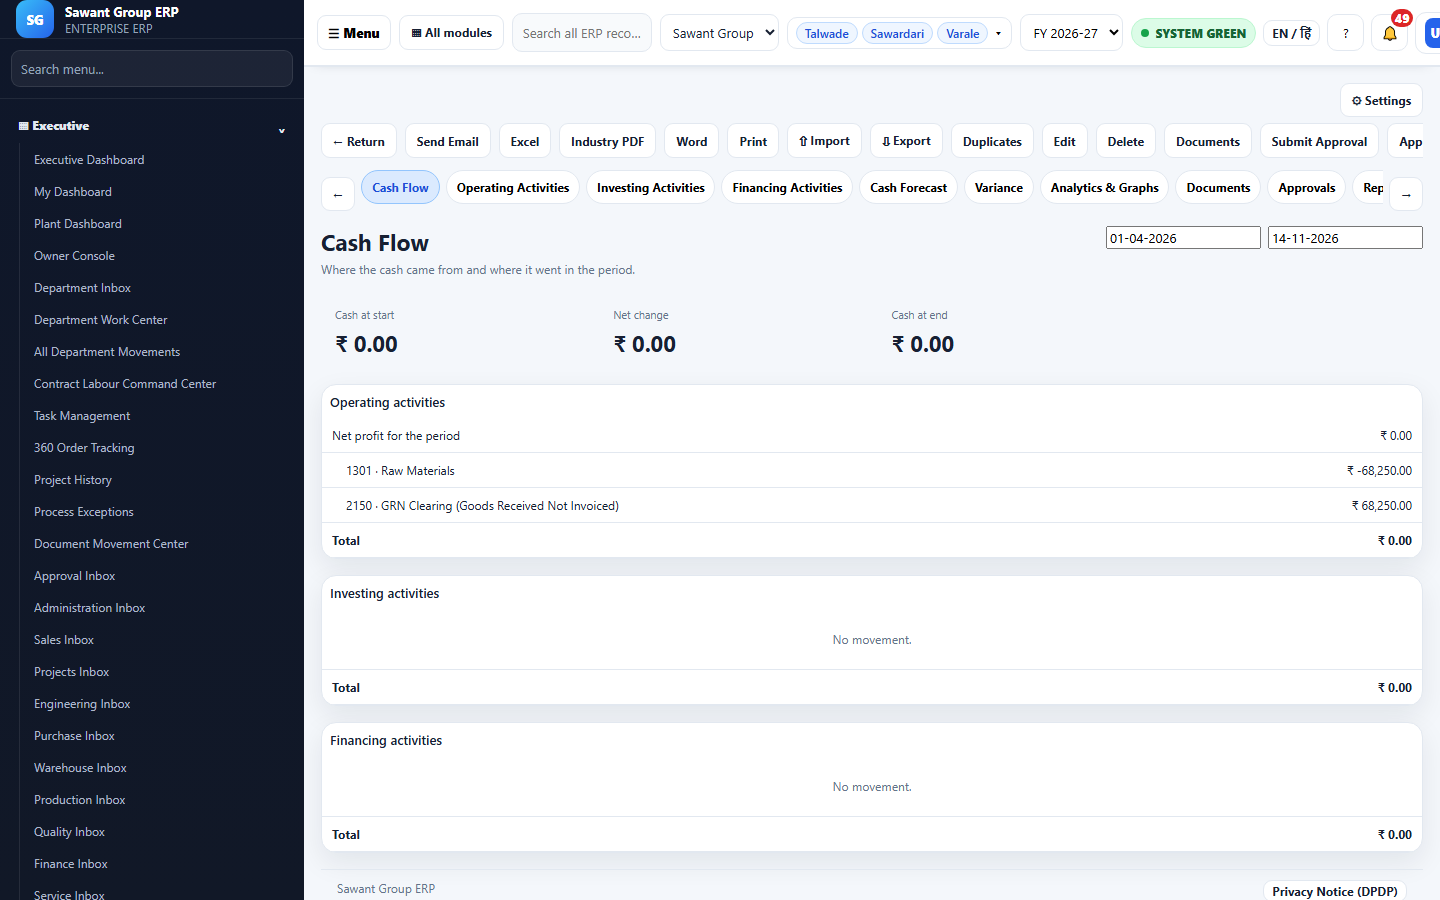 SG
Sawant Group ERP
ENTERPRISE ERP
Search menu...
Executive
Executive Dashboard
My Dashboard
Plant Dashboard
Owner Console
Department Inbox
Department Work Center
All Department Movements
Contract Labour Command Center
Task Management
360 Order Tracking
Project History
Process Exceptions
Document Movement Center
Approval Inbox
Administration Inbox
Sales Inbox
Projects Inbox
Engineering Inbox
Purchase Inbox
Warehouse Inbox
Production Inbox
Quality Inbox
Finance Inbox
Service Inbox
☰ Menu
All modules
Search all ERP reco...
Sawant Group
Talwade
Sawardari
Varale
FY 2026-27
SYSTEM GREEN
EN / हिं
?
49
U
Settings
← Return
Send Email
Excel
Industry PDF
Word
Print
⇧ Import
⇩ Export
Duplicates
Edit
Delete
Documents
Submit Approval
App
←
Cash Flow
Operating Activities
Investing Activities
Financing Activities
Cash Forecast
Variance
Analytics & Graphs
Documents
Approvals
Rep
→
Cash Flow
01-04-2026
14-11-2026
Where the cash came from and where it went in the period.
Cash at start
Net change
Cash at end
₹ 0.00
₹ 0.00
₹ 0.00
Operating activities
Net profit for the period ₹ 0.00
1301 · Raw Materials ₹ -68,250.00
2150 · GRN Clearing (Goods Received Not Invoiced) ₹ 68,250.00
Total ₹ 0.00
Investing activities
No movement.
Total ₹ 0.00
Financing activities
No movement.
Total ₹ 0.00
Sawant Group ERP
Privacy Notice (DPDP)